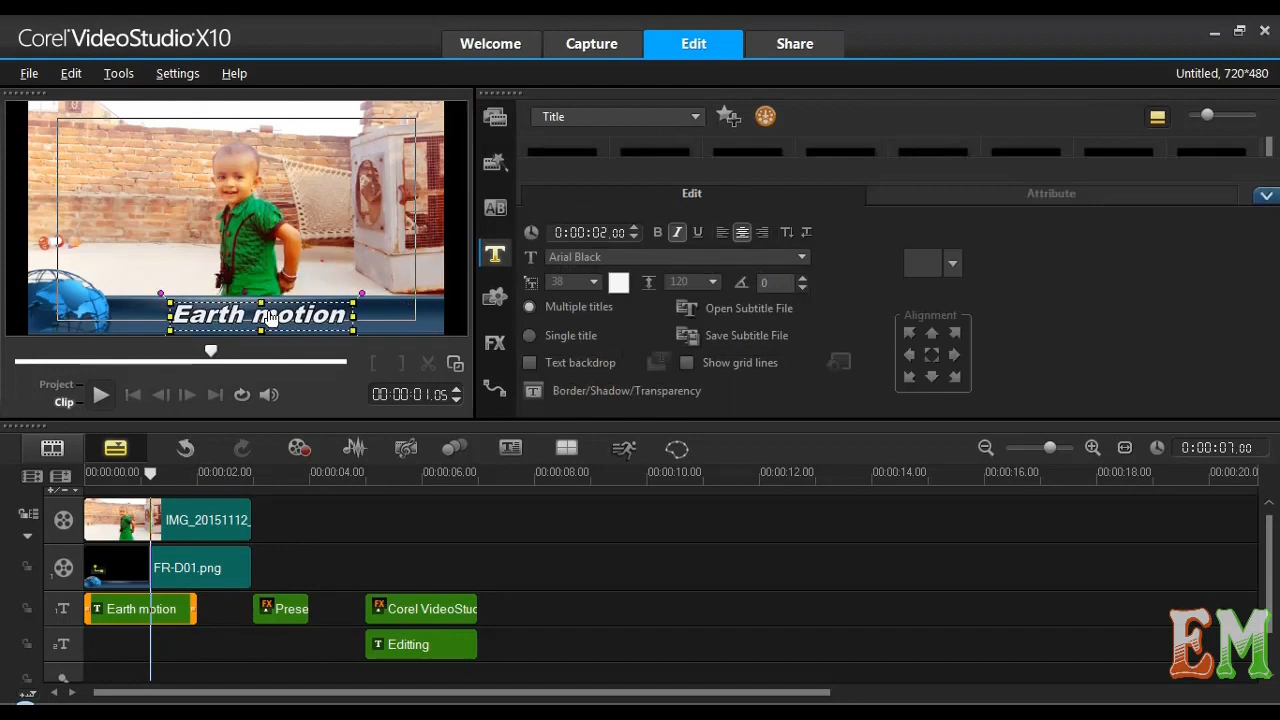 Corel VideoStudio X10
Welcome
Capture
Edit
Share
File
Edit
Tools
Settings
Help
Untitled, 720*480
Title
Edit
Attribute
0:00:02.00
B
I
U
Arial Black
38
120
0
Multiple titles
Open Subtitle File
Single title
Save Subtitle File
Text backdrop
Show grid lines
Border/Shadow/Transparency
Alignment
Earth motion
Project
Clip
00:00:01.05
0:00:07.00
00:00:00.00
00:00:02.00
00:00:04.00
00:00:06.00
00:00:08.00
00:00:10.00
00:00:12.00
00:00:14.00
00:00:16.00
00:00:18.00
00:00:20.0
IMG_20151112_
FR-D01.png
Earth motion
Prese
Corel VideoStuc
Editting
EM